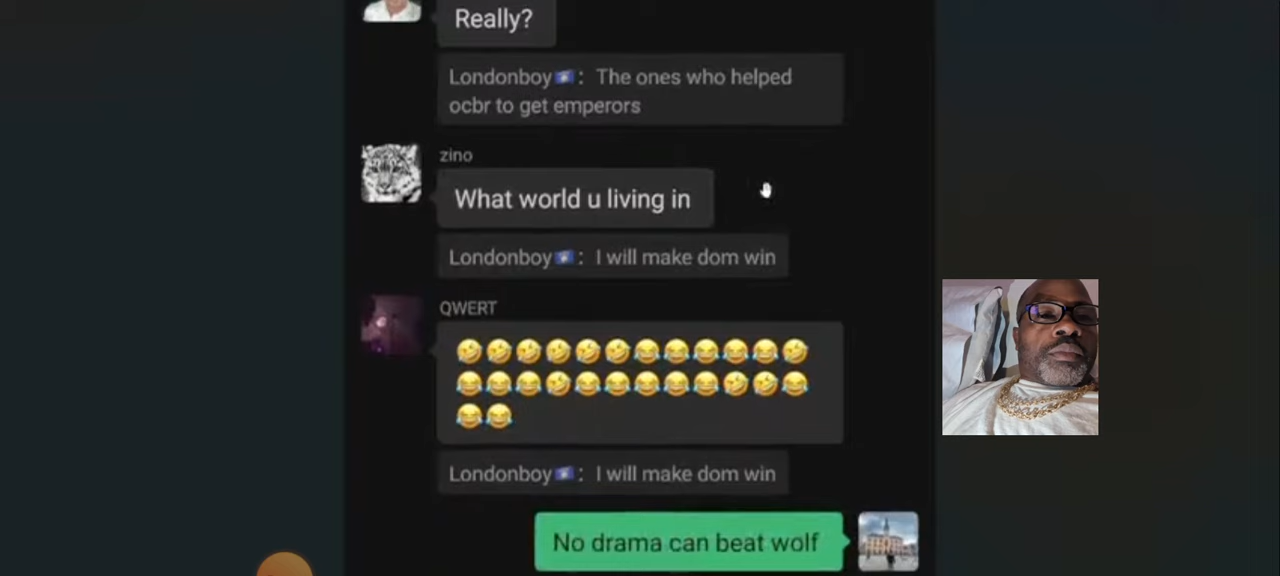 Really?
Londonboy🇽🇰: The ones who helped
ocbr to get emperors
zino
What world u living in
Londonboy🇽🇰: I will make dom win
QWERT
🤣🤣🤣🤣🤣🤣😂😂😂😂😂🤣
😂😂😂🤣😂😂😂😂😂🤣🤣😂
😂😂
Londonboy🇽🇰: I will make dom win
No drama can beat wolf